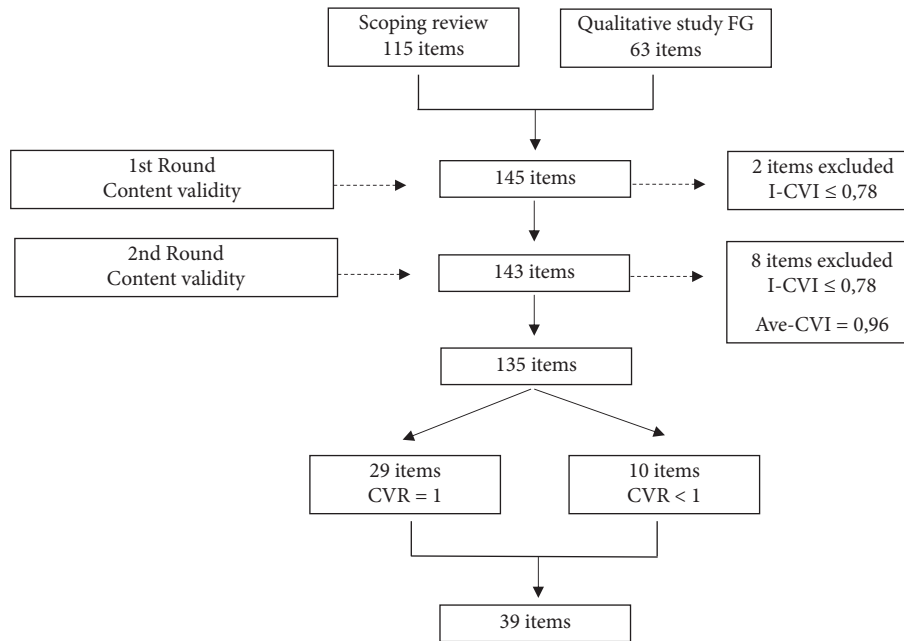 Scoping review
115 items
Qualitative study FG
63 items
1st Round
Content validity
145 items
2 items excluded
I-CVI ≤ 0,78
2nd Round
Content validity
143 items
8 items excluded
I-CVI ≤ 0,78
Ave-CVI = 0,96
135 items
29 items
CVR = 1
10 items
CVR < 1
39 items